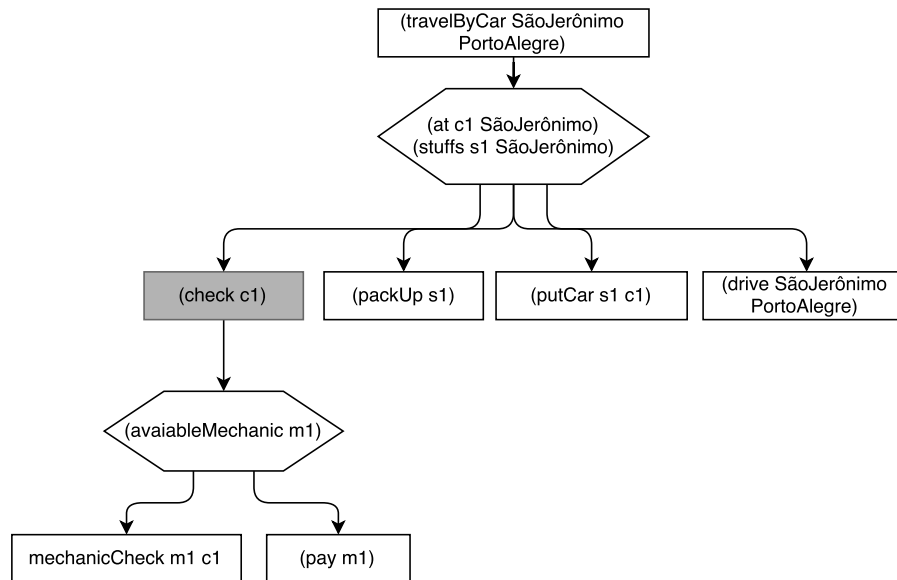 (travelByCar SãoJerônimo
PortoAlegre)
(at c1 SãoJerônimo)
(stuffs s1 SãoJerônimo)
(check c1)
(packUp s1)
(putCar s1 c1)
(drive SãoJerônimo
PortoAlegre)
(avaiableMechanic m1)
mechanicCheck m1 c1
(pay m1)